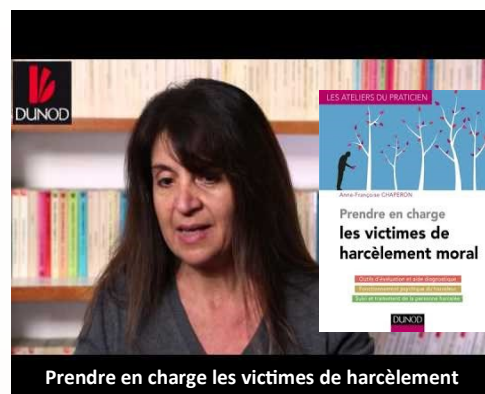 DUNOD
LES ATELIERS DU PRATICIEN
Anne-Françoise CHAPERON
Prendre en charge
les victimes de
harcèlement moral
Outils d'évaluation et aide diagnostique
Fonctionnement psychique du harceleur
Suivi et traitement de la personne harcelée
DUNOD
Prendre en charge les victimes de harcèlement